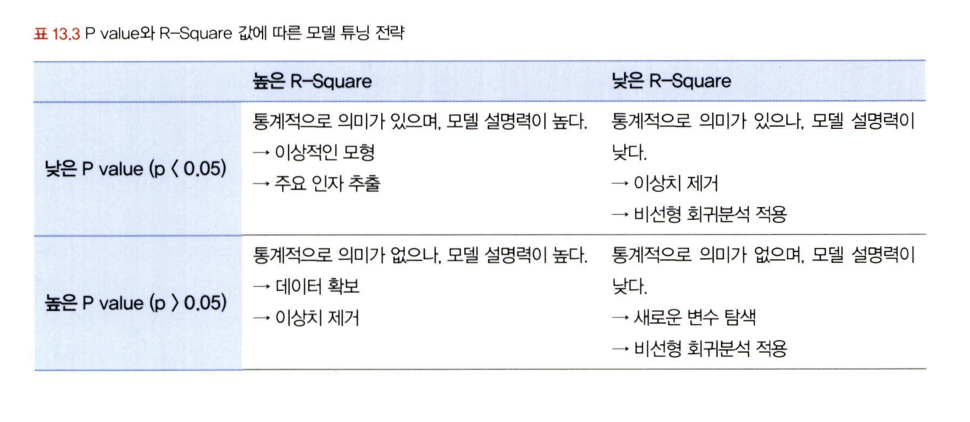 표 13.3 P value와 R-Square 값에 따른 모델 튜닝 전략
높은 R-Square
낮은 R-Square
낮은 P value (p < 0.05)
통계적으로 의미가 있으며, 모델 설명력이 높다.
→ 이상적인 모형
→ 주요 인자 추출
통계적으로 의미가 있으나, 모델 설명력이
낮다.
→ 이상치 제거
→ 비선형 회귀분석 적용
높은 P value (p > 0.05)
통계적으로 의미가 없으나, 모델 설명력이 높다.
→ 데이터 확보
→ 이상치 제거
통계적으로 의미가 없으며, 모델 설명력이
낮다.
→ 새로운 변수 탐색
→ 비선형 회귀분석 적용